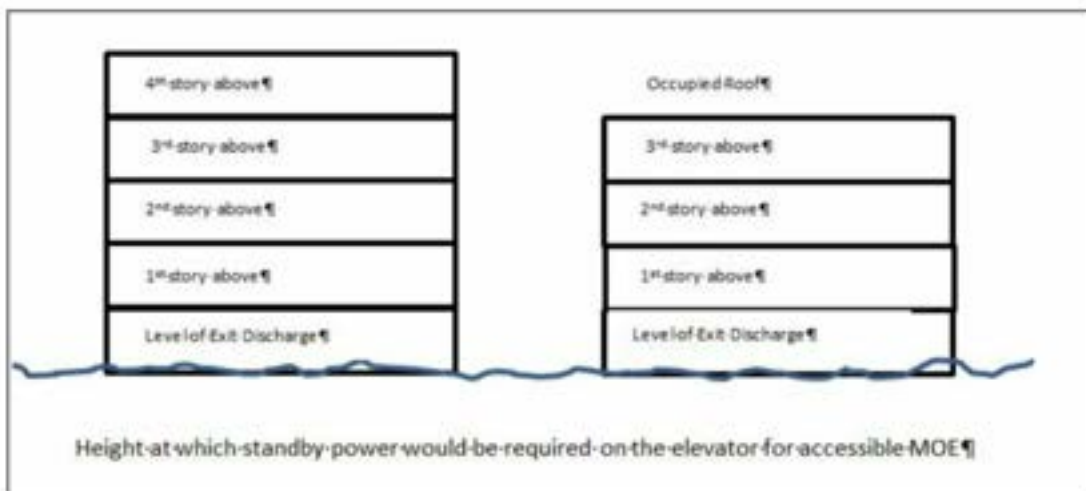 4st story above¶
3rd story above¶
2nd story above¶
1st story above¶
Level of Exit Discharge¶
Occupied Roof¶
3rd story above¶
2nd story above¶
1st story above¶
Level of Exit Discharge¶
Height at which standby power would be required on the elevator for accessible MOE¶